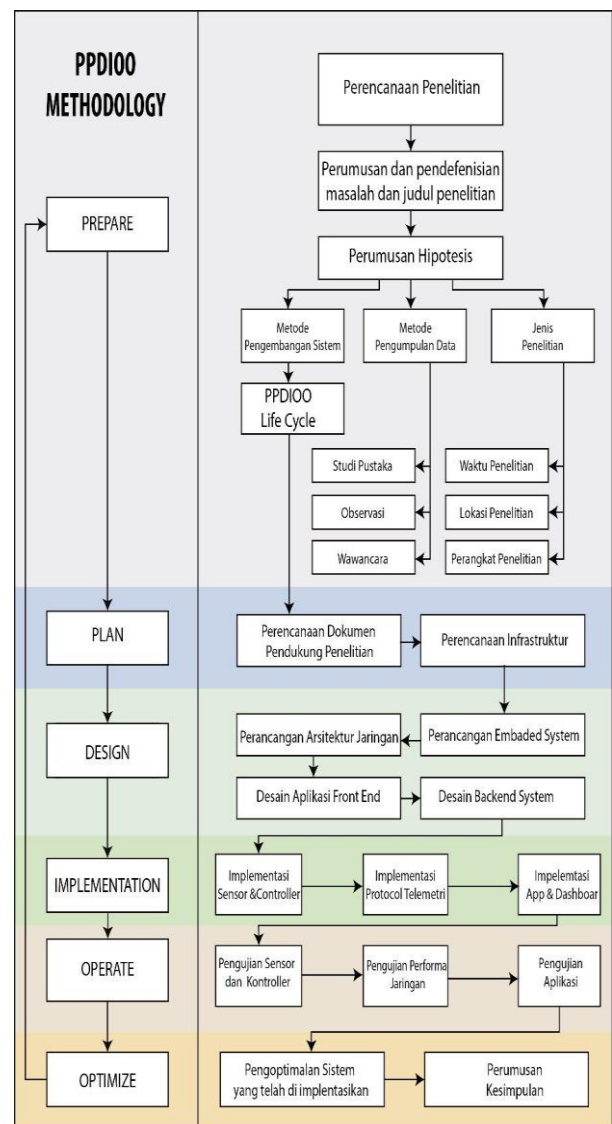 PPDIOO
METHODOLOGY
PREPARE
PLAN
DESIGN
IMPLEMENTATION
OPERATE
OPTIMIZE
Perencanaan Penelitian
Perumusan dan pendefenisian
masalah dan judul penelitian
Perumusan Hipotesis
Metode
Pengembangan Sistem
Metode
Pengumpulan Data
Jenis
Penelitian
PPDIOO
Life Cycle
Studi Pustaka
Waktu Penelitian
Observasi
Lokasi Penelitian
Wawancara
Perangkat Penelitian
Perencanaan Dokumen
Pendukung Penelitian
Perencanaan Infrastruktur
Perancangan Arsitektur Jaringan
Perancangan Embaded System
Desain Aplikasi Front End
Desain Backend System
Implementasi
Sensor &Controller
Implementasi
Protocol Telemetri
Impelemtasi
App & Dashboar
Pengujian Sensor
dan Kontroller
Pengujian Performa
Jaringan
Pengujian
Aplikasi
Pengoptimalan Sistem
yang telah di implentasikan
Perumusan
Kesimpulan